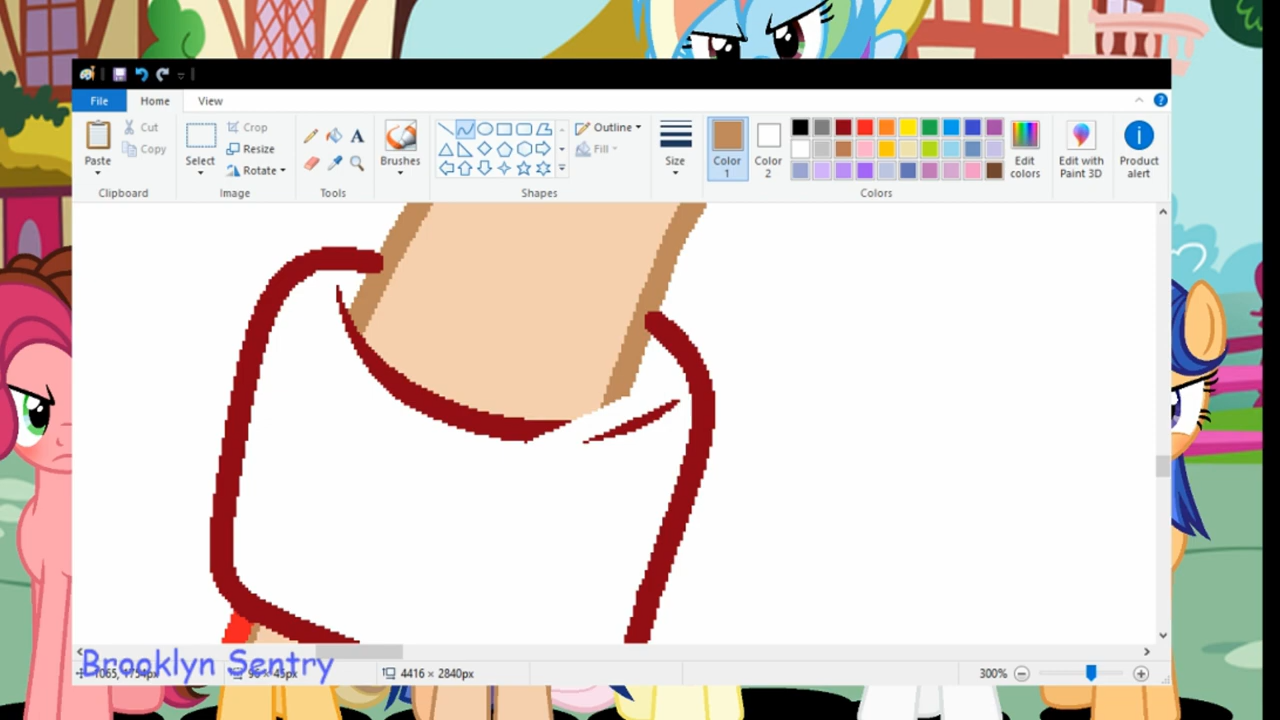 File Home View
Cut Crop Outline
Copy Resize Fill
Paste Select Rotate A Brushes Size Color 1 Color 2 Edit colors Edit with Paint 3D Product alert
Clipboard Image Tools Shapes Colors
Brooklyn Sentry
4416 × 2840px 300%